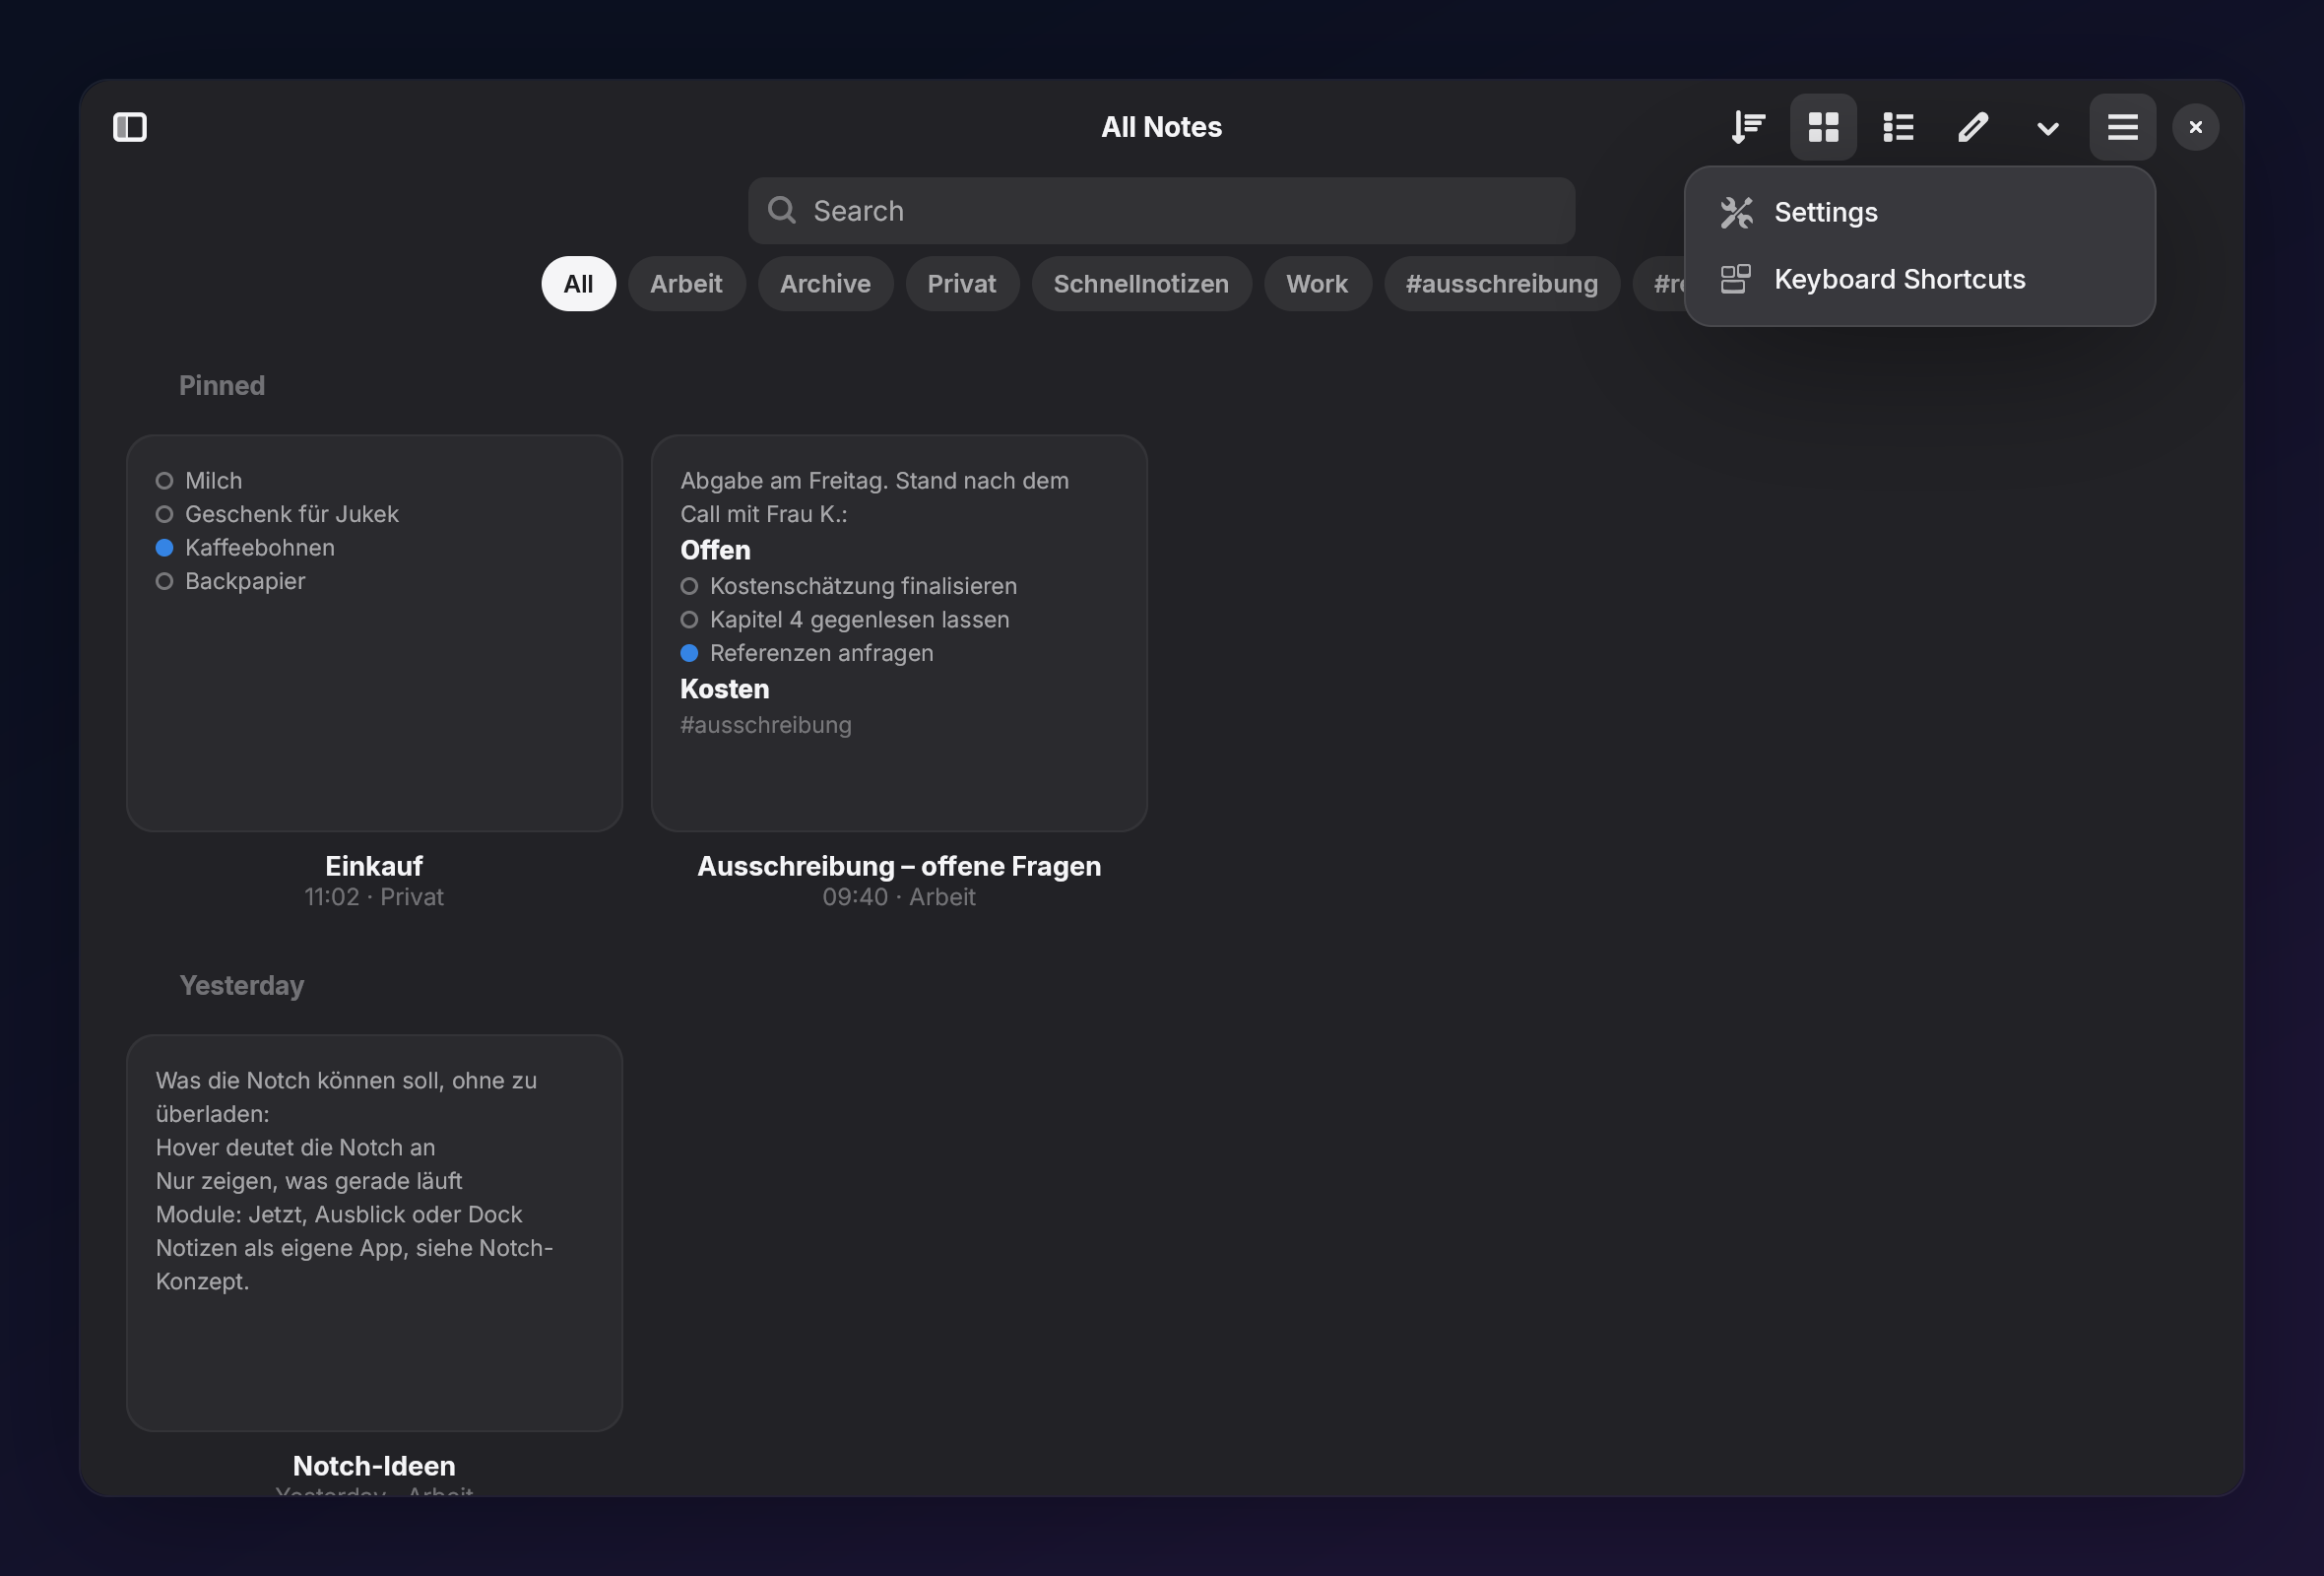 All Notes
Search
Settings
Keyboard Shortcuts
All
Arbeit
Archive
Privat
Schnellnotizen
Work
#ausschreibung
Pinned
Milch
Geschenk für Jukek
Kaffeebohnen
Backpapier
Einkauf
11:02 · Privat
Abgabe am Freitag. Stand nach dem
Call mit Frau K.:
Offen
Kostenschätzung finalisieren
Kapitel 4 gegenlesen lassen
Referenzen anfragen
Kosten
#ausschreibung
Ausschreibung – offene Fragen
09:40 · Arbeit
Yesterday
Was die Notch können soll, ohne zu
überladen:
Hover deutet die Notch an
Nur zeigen, was gerade läuft
Module: Jetzt, Ausblick oder Dock
Notizen als eigene App, siehe Notch-
Konzept.
Notch-Ideen
Yesterday · Arbeit